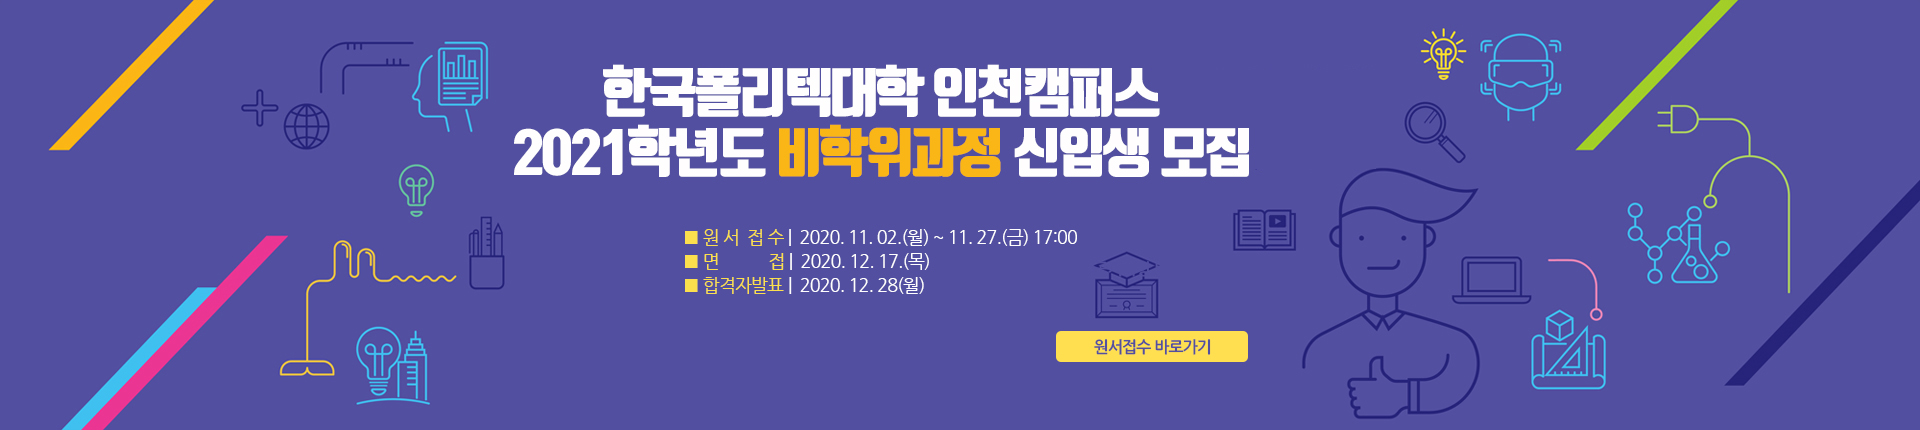 한국폴리텍대학 인천캠퍼스
2021학년도 비학위과정 신입생 모집
■ 원 서 접 수 | 2020. 11. 02.(월) ~ 11. 27.(금) 17:00
■ 면 접 | 2020. 12. 17.(목)
■ 합격자발표 | 2020. 12. 28(월)
원서접수 바로가기